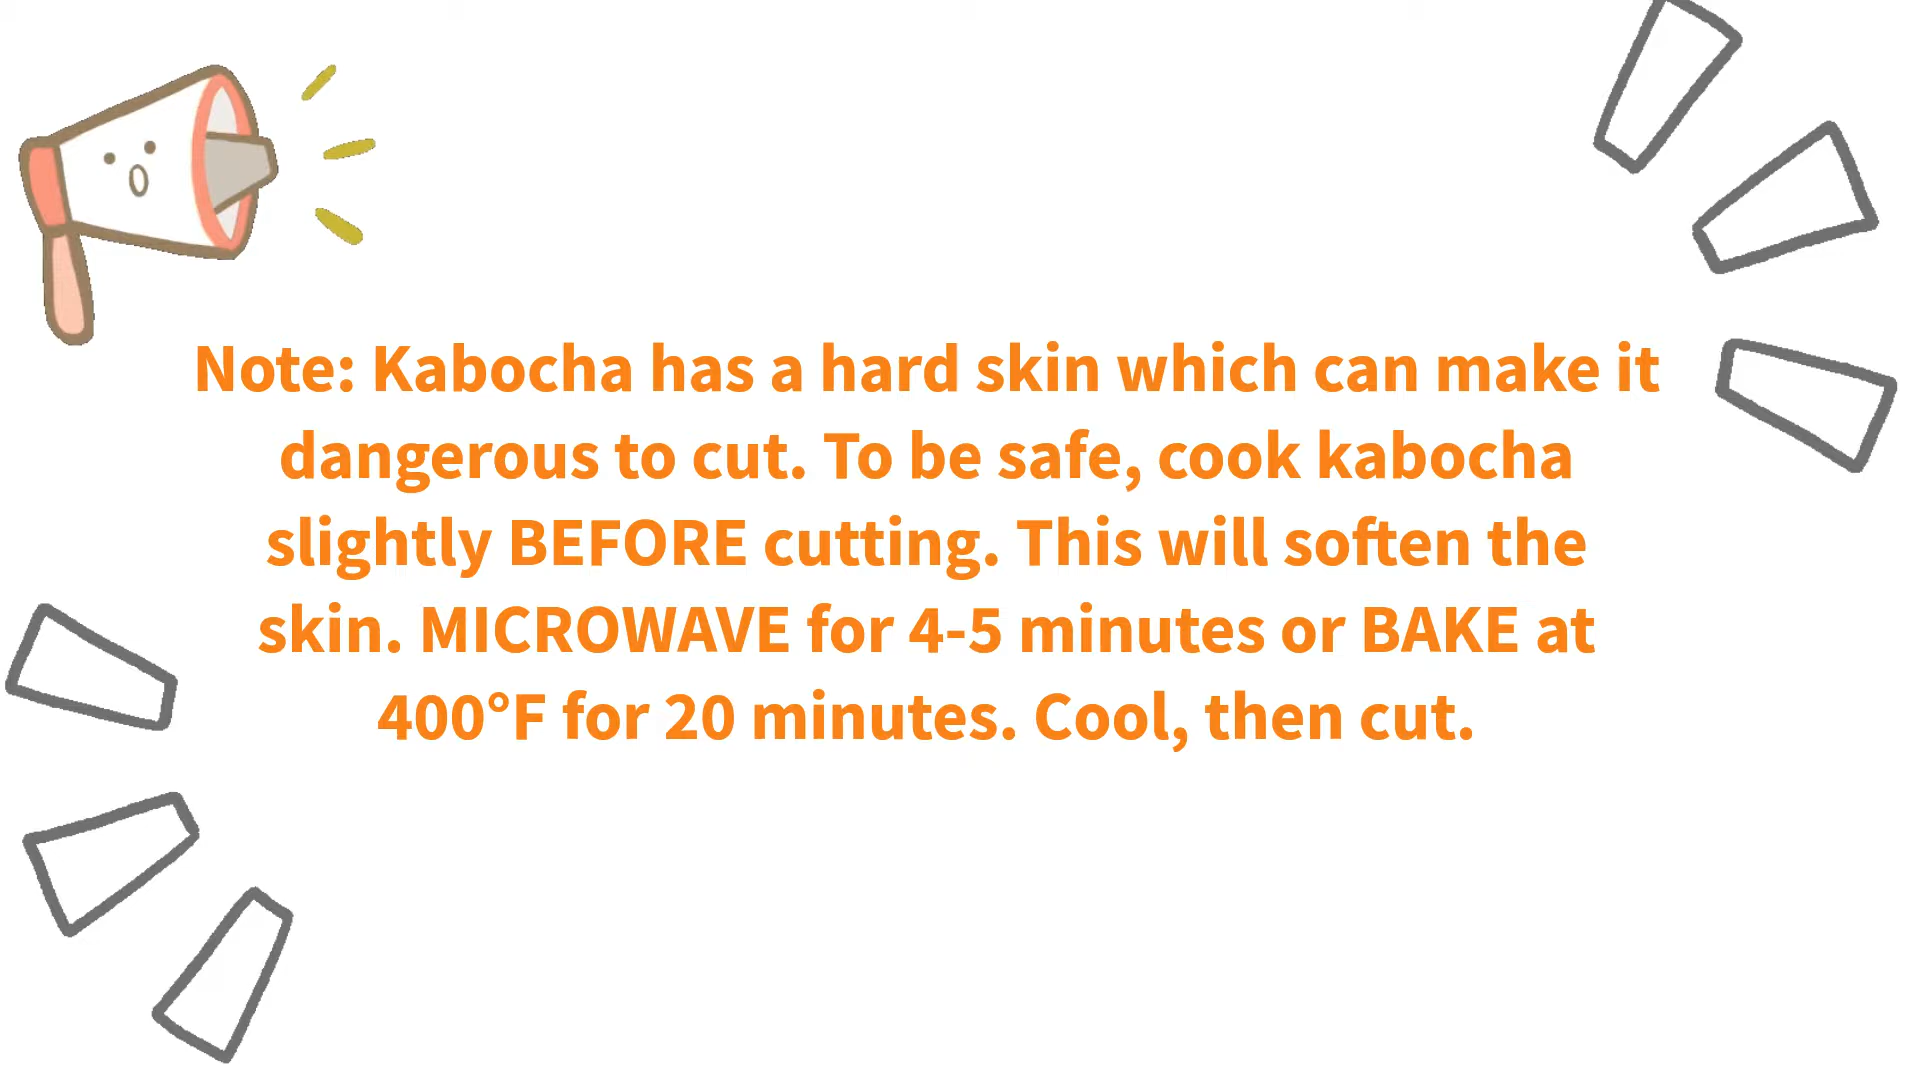 Note: Kabocha has a hard skin which can make it
dangerous to cut. To be safe, cook kabocha
slightly BEFORE cutting. This will soften the
skin. MICROWAVE for 4-5 minutes or BAKE at
400°F for 20 minutes. Cool, then cut.